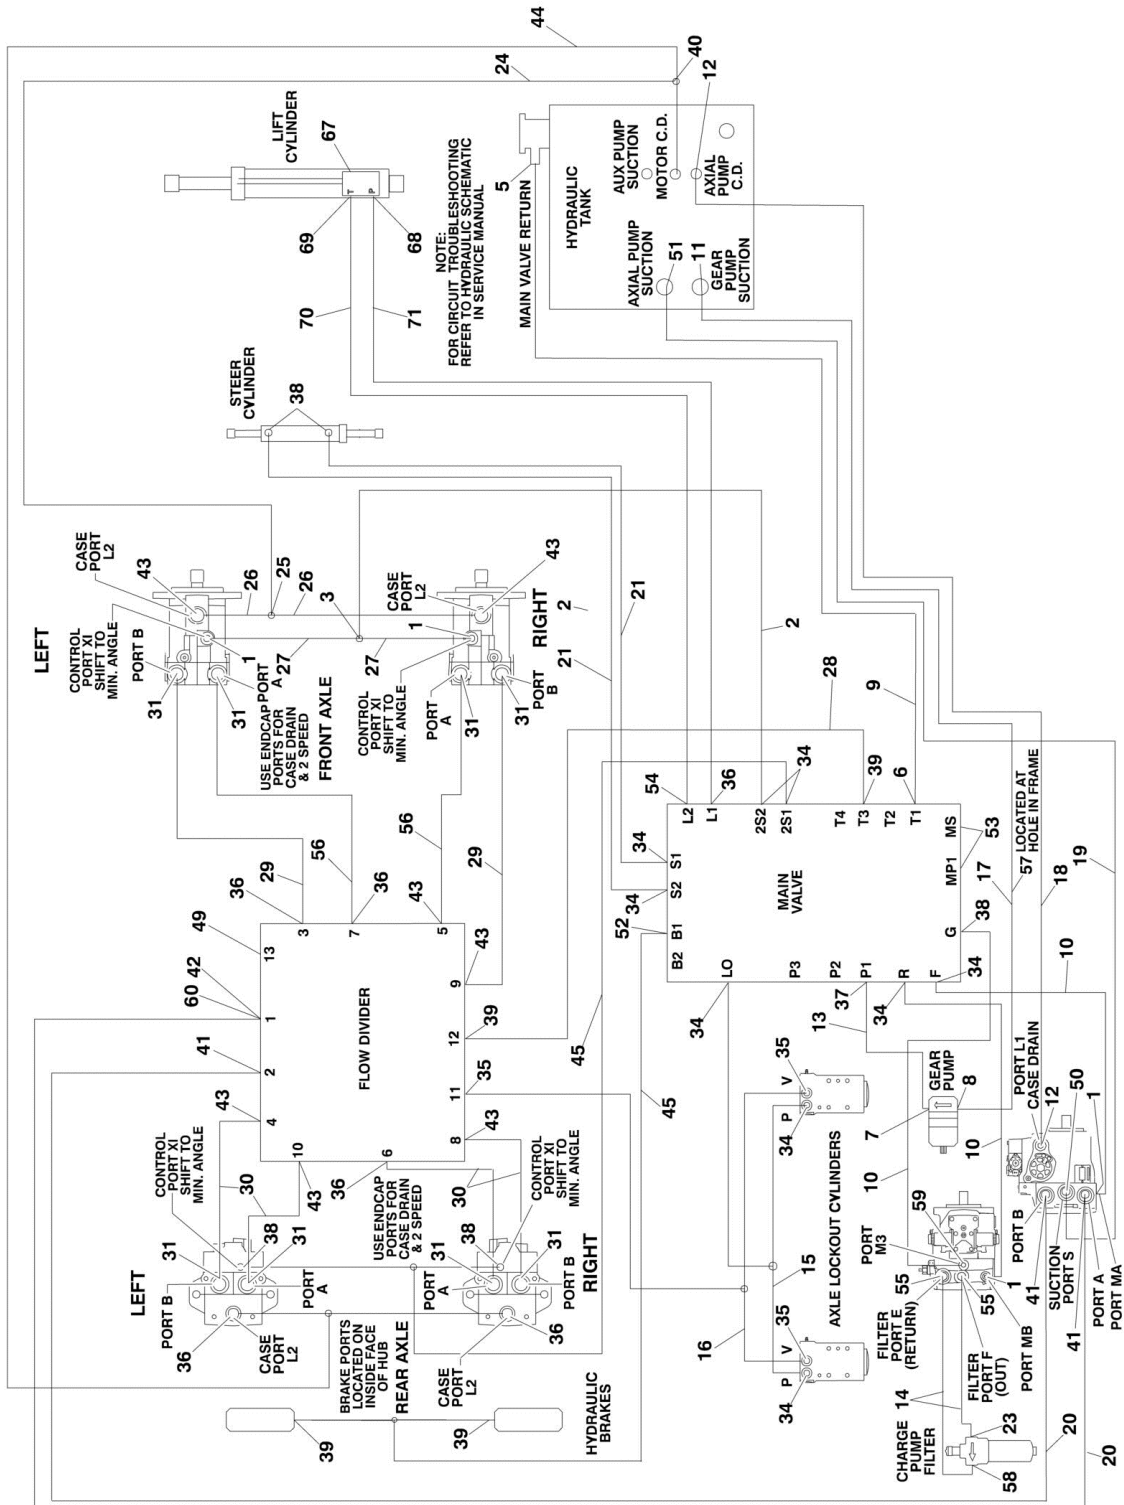 44
24
40
12
LIFT
CYLINDER
67
T
P
69
68
70
71
NOTE:
FOR CIRCUIT TROUBLESHOOTING
REFER TO HYDRAULIC SCHEMATIC
IN SERVICE MANUAL
5
MAIN VALVE RETURN
HYDRAULIC
TANK
AUX PUMP
SUCTION
MOTOR C.D.
AXIAL
PUMP
C.D.
AXIAL PUMP
SUCTION
51
11
GEAR
PUMP
SUCTION
STEER
CYLINDER
38
LEFT
CONTROL
PORT XI
SHIFT TO
MIN. ANGLE
CASE
PORT
L2
43
PORT B
31
31
1
PORT
A
26
25
26
27
3
27
USE ENDCAP
PORTS FOR
CASE DRAIN
& 2 SPEED
FRONT AXLE
CONTROL
PORT XI
SHIFT TO
MIN. ANGLE
CASE
PORT
L2
1
43
RIGHT
PORT
A
31
31
PORT
B
2
21
21
2
28
9
29
56
56
29
36
36
43
43
49
42
60
41
43
13
3
7
5
9
1
2
4
FLOW DIVIDER
12
11
8
10
6
39
35
43
43
36
LEFT
CONTROL
PORT XI
SHIFT TO
MIN. ANGLE
30
31
38
31
PORT B
PORT
A
36
CASE
PORT
L2
USE ENDCAP
PORTS FOR
CASE DRAIN
& 2 SPEED
30
CONTROL
PORT XI
SHIFT TO
MIN. ANGLE
38
31
31
PORT
A
PORT B
RIGHT
36
CASE
PORT
L2
BRAKE PORTS
LOCATED ON
INSIDE FACE
OF HUB
REAR AXLE
39
39
HYDRAULIC
BRAKES
45
45
54
36
34
39
6
L2
L1
2S2
2S1
T4
T3
T2
T1
34
34
52
S1
S2
B1
B2
MAIN
VALVE
MS
MP1
53
G
38
LO
P3
P2
P1
R
F
34
37
34
34
13
57 LOCATED AT
HOLE IN FRAME
17
18
19
10
10
10
35
V
P
34
AXLE LOCKOUT CYLINDERS
15
16
35
V
P
34
GEAR
PUMP
7
8
PORT L1
CASE DRAIN
12
50
1
PORT B
41
SUCTION
PORT S
41
PORT A
PORT MA
PORT
M3
59
55
55
1
FILTER
PORT E
(RETURN)
FILTER
PORT F
(OUT)
PORT MB
14
CHARGE
PUMP
FILTER
23
58
20
20